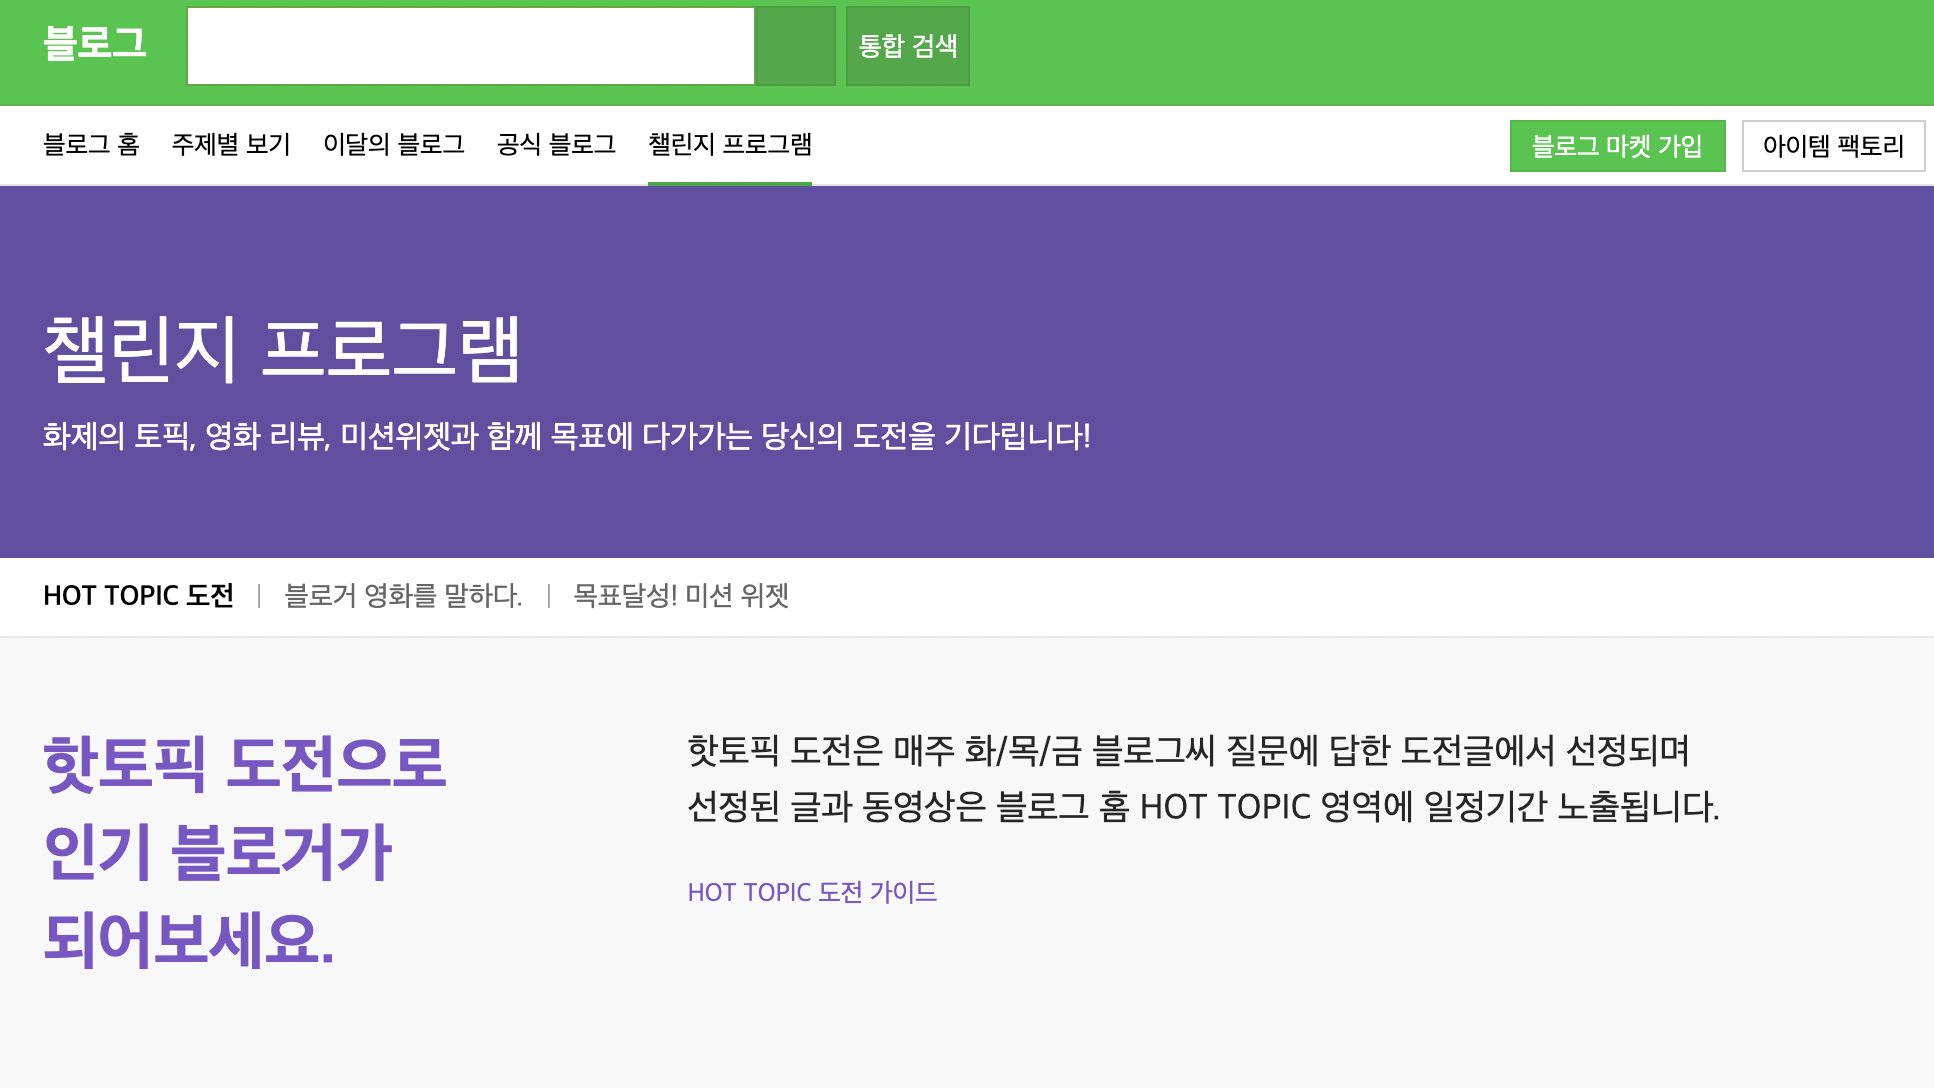 블로그
통합 검색
블로그 홈 주제별 보기 이달의 블로그 공식 블로그 챌린지 프로그램
블로그 마켓 가입 아이템 팩토리
챌린지 프로그램
화제의 토픽, 영화 리뷰, 미션위젯과 함께 목표에 다가가는 당신의 도전을 기다립니다!
HOT TOPIC 도전 블로거 영화를 말하다. 목표달성! 미션 위젯
핫토픽 도전으로
인기 블로거가
되어보세요.
핫토픽 도전은 매주 화/목/금 블로그씨 질문에 답한 도전글에서 선정되며
선정된 글과 동영상은 블로그 홈 HOT TOPIC 영역에 일정기간 노출됩니다.
HOT TOPIC 도전 가이드